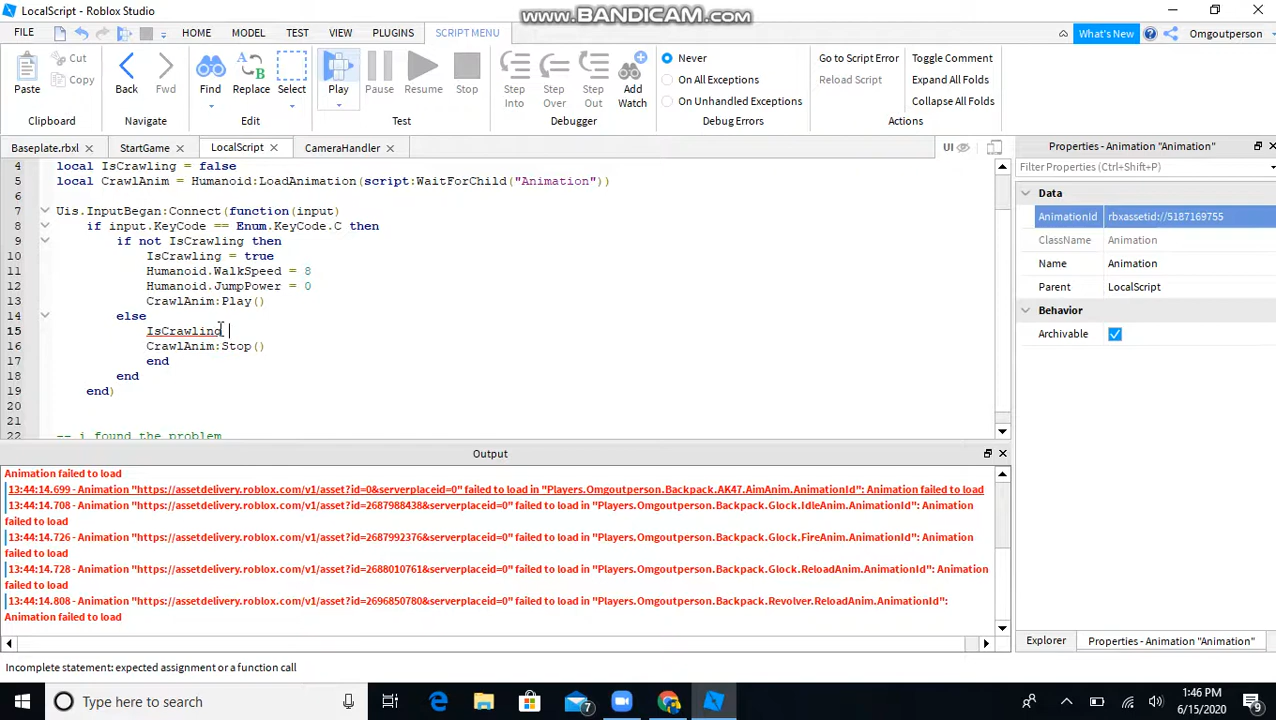 LocalScript - Roblox Studio
www.BANDICAM.com
FILE HOME MODEL TEST VIEW PLUGINS SCRIPT MENU What's New Omgoutperson
Paste Cut Copy
Clipboard
Back Fwd
Navigate
Find Replace Select
Edit
Play Pause Resume Stop
Test
Step Into Step Over Step Out Add Watch
Debugger
Never
On All Exceptions
On Unhandled Exceptions
Debug Errors
Go to Script Error
Reload Script
Toggle Comment
Expand All Folds
Collapse All Folds
Actions
Baseplate.rbxl StartGame LocalScript CameraHandler UI
4 local IsCrawling = false
5 local CrawlAnim = Humanoid:LoadAnimation(script:WaitForChild("Animation"))
6
7 Uis.InputBegan:Connect(function(input)
8 if input.KeyCode == Enum.KeyCode.C then
9 if not IsCrawling then
10 IsCrawling = true
11 Humanoid.WalkSpeed = 8
12 Humanoid.JumpPower = 0
13 CrawlAnim:Play()
14 else
15 IsCrawling
16 CrawlAnim:Stop()
17 end
18 end
19 end)
20
21
22 -- i found the problem
Properties - Animation "Animation"
Filter Properties (Ctrl+Shift+P)
Data
AnimationId rbxassetid://5187169755
ClassName Animation
Name Animation
Parent LocalScript
Behavior
Archivable
Output
Animation failed to load
13:44:14.699 - Animation "https://assetdelivery.roblox.com/v1/asset?id=0&serverplaceid=0" failed to load in "Players.Omgoutperson.Backpack.AK47.AimAnim.AnimationId": Animation failed to load
13:44:14.708 - Animation "https://assetdelivery.roblox.com/v1/asset?id=2687988438&serverplaceid=0" failed to load in "Players.Omgoutperson.Backpack.Glock.IdleAnim.AnimationId": Animation
failed to load
13:44:14.726 - Animation "https://assetdelivery.roblox.com/v1/asset?id=2687992376&serverplaceid=0" failed to load in "Players.Omgoutperson.Backpack.Glock.FireAnim.AnimationId": Animation
failed to load
13:44:14.728 - Animation "https://assetdelivery.roblox.com/v1/asset?id=2688010761&serverplaceid=0" failed to load in "Players.Omgoutperson.Backpack.Glock.ReloadAnim.AnimationId": Animation
failed to load
13:44:14.808 - Animation "https://assetdelivery.roblox.com/v1/asset?id=2696850780&serverplaceid=0" failed to load in "Players.Omgoutperson.Backpack.Revolver.ReloadAnim.AnimationId":
Animation failed to load
Explorer Properties - Animation "Animation"
Incomplete statement: expected assignment or a function call
Type here to search
7
1:46 PM
6/15/2020
9